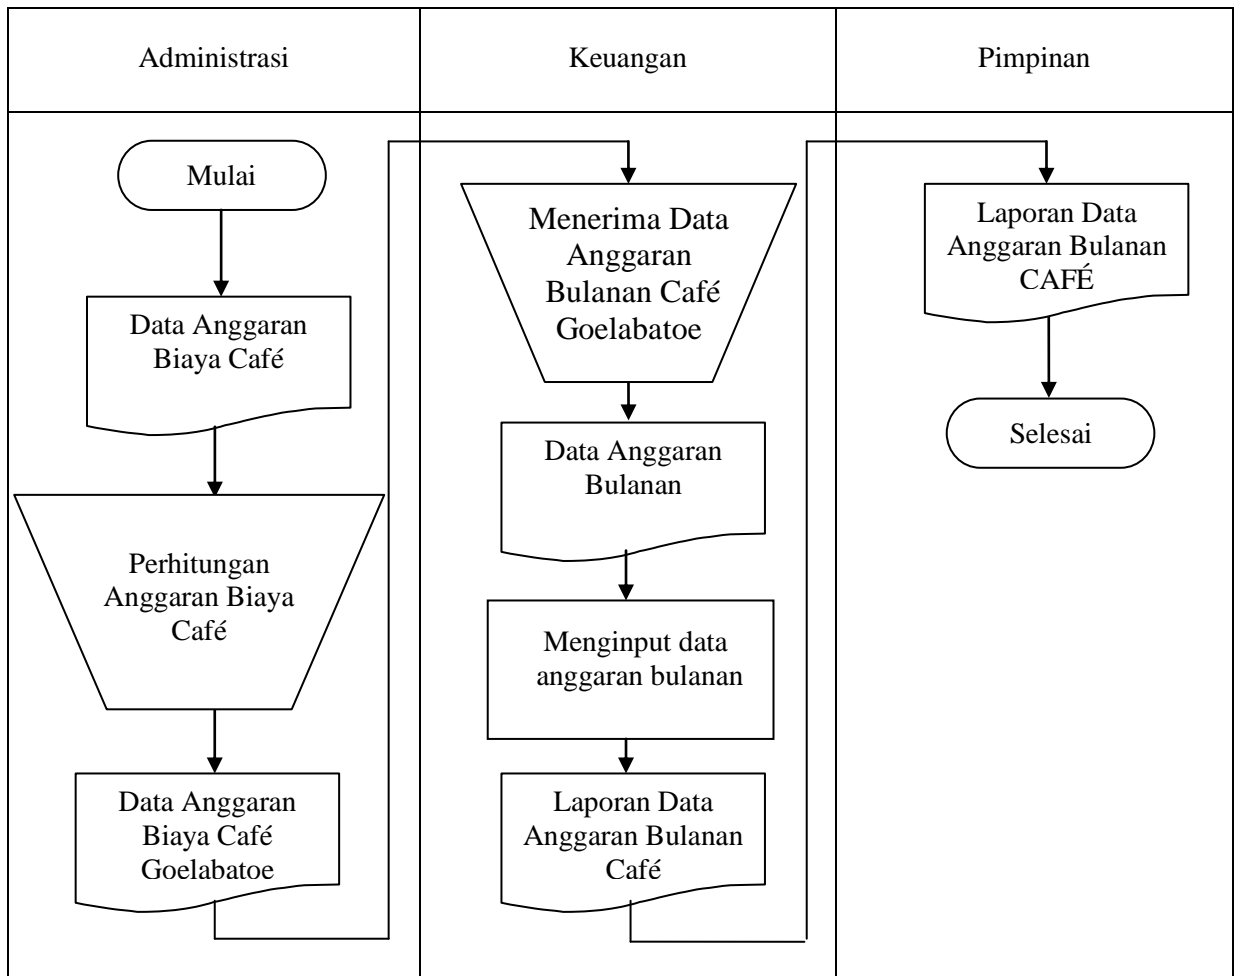 Administrasi
Keuangan
Pimpinan
Mulai
Data Anggaran
Biaya Café
Perhitungan
Anggaran Biaya
Café
Data Anggaran
Biaya Café
Goelabatoe
Menerima Data
Anggaran
Bulanan Café
Goelabatoe
Data Anggaran
Bulanan
Menginput data
anggaran bulanan
Laporan Data
Anggaran Bulanan
Café
Laporan Data
Anggaran Bulanan
CAFÉ
Selesai